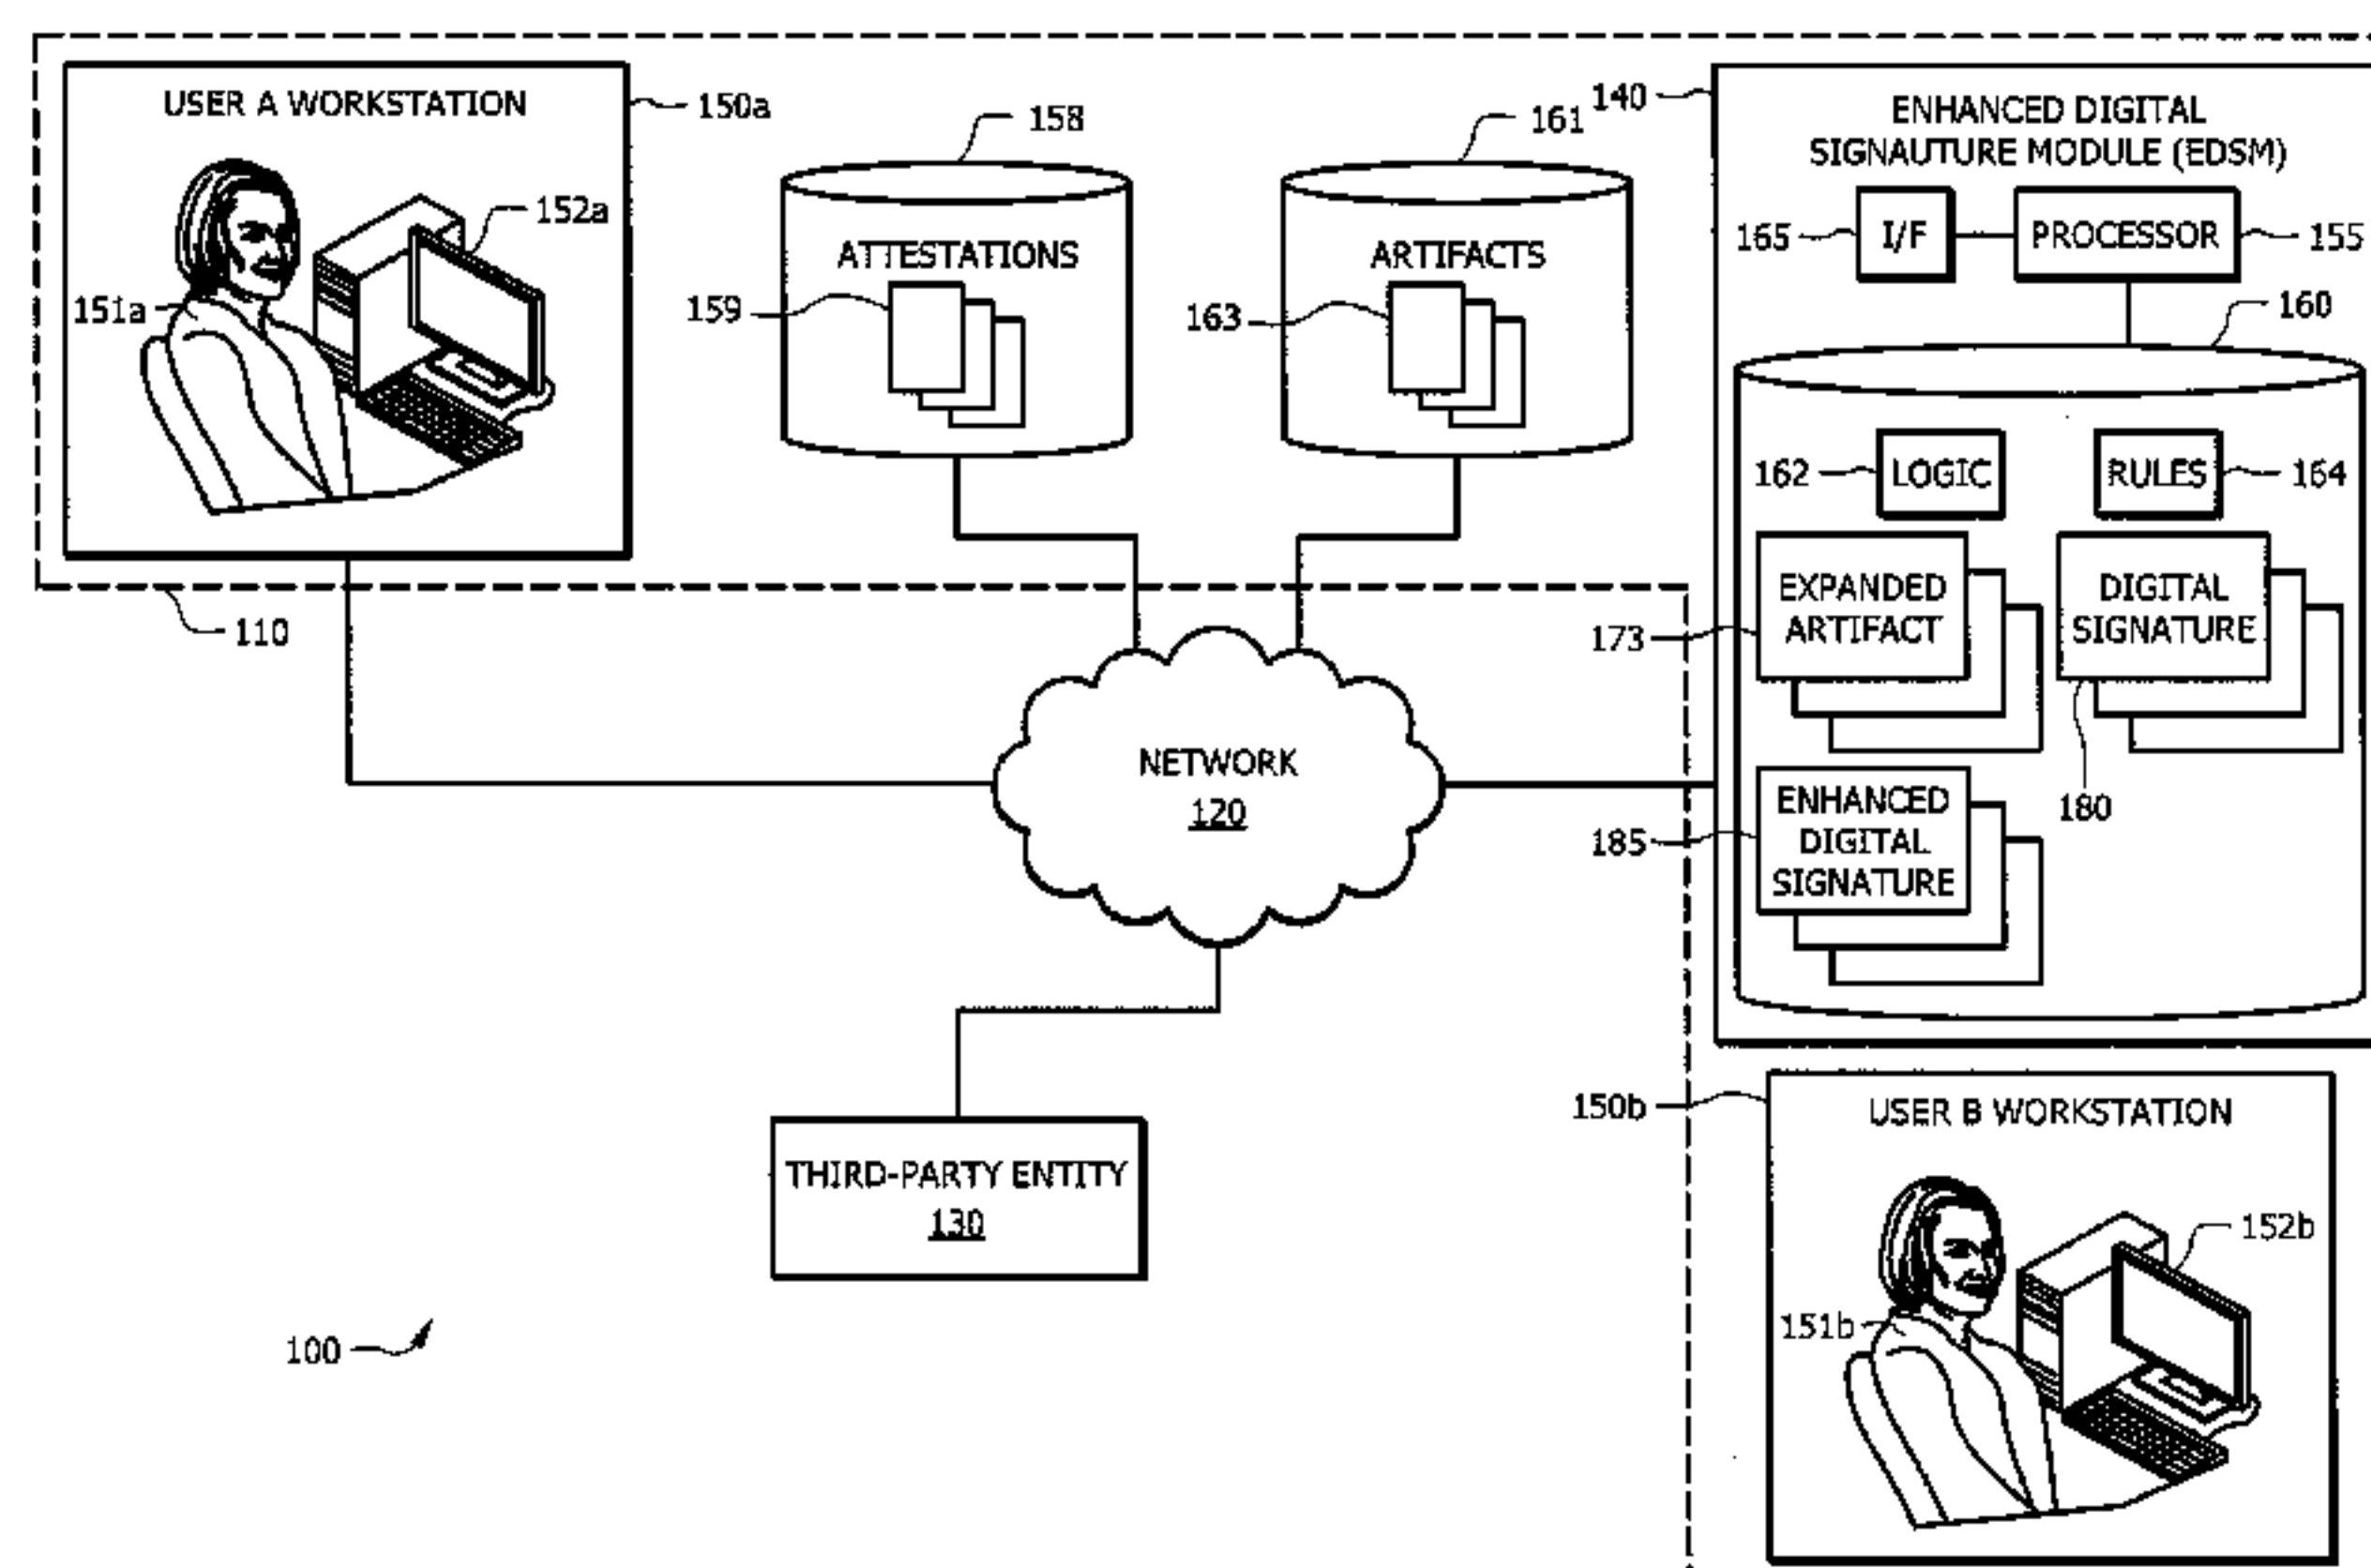 USER A WORKSTATION
150a
152a
151a
158
ATTESTATIONS
159
161
ARTIFACTS
163
140
ENHANCED DIGITAL
SIGNAUTURE MODULE (EDSM)
165
I/F
PROCESSOR
155
160
162
LOGIC
RULES
164
EXPANDED
ARTIFACT
173
DIGITAL
SIGNATURE
180
ENHANCED
DIGITAL
SIGNATURE
185
110
NETWORK
120
THIRD-PARTY ENTITY
130
150b
USER B WORKSTATION
152b
151b
100